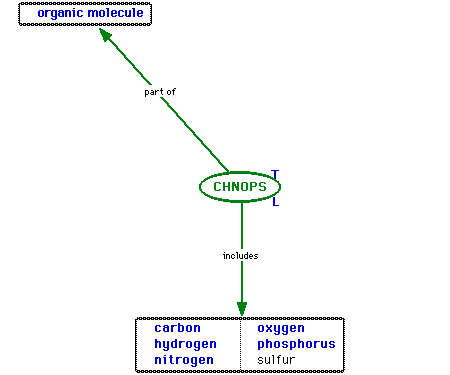 organic molecule
part of
T
CHNOPS
L
includes
carbon oxygen
hydrogen phosphorus
nitrogen sulfur